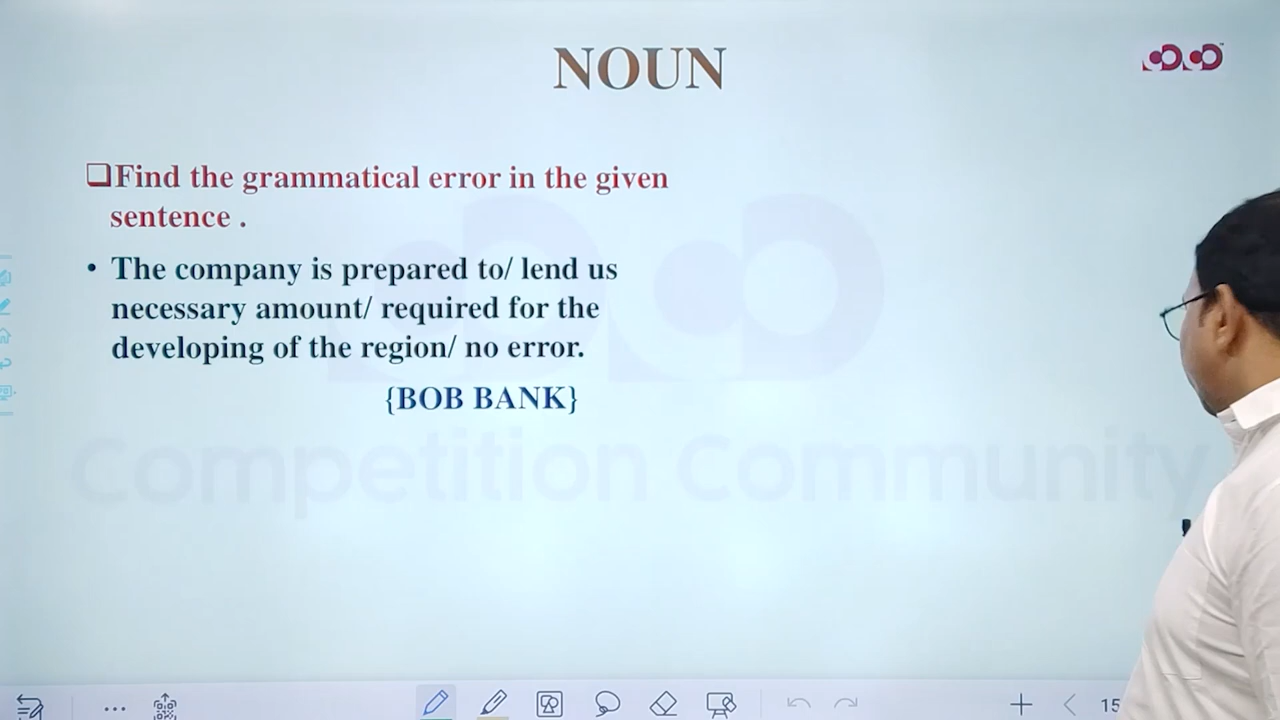 NOUN
❑Find the grammatical error in the given
sentence .
• The company is prepared to/ lend us
necessary amount/ required for the
developing of the region/ no error.
{BOB BANK}
Competition Community
15